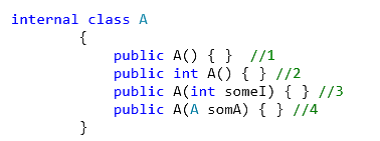 internal class A
{
public A() { } //1
public int A() { } //2
public A(int someI) { } //3
public A(A somA) { } //4
}